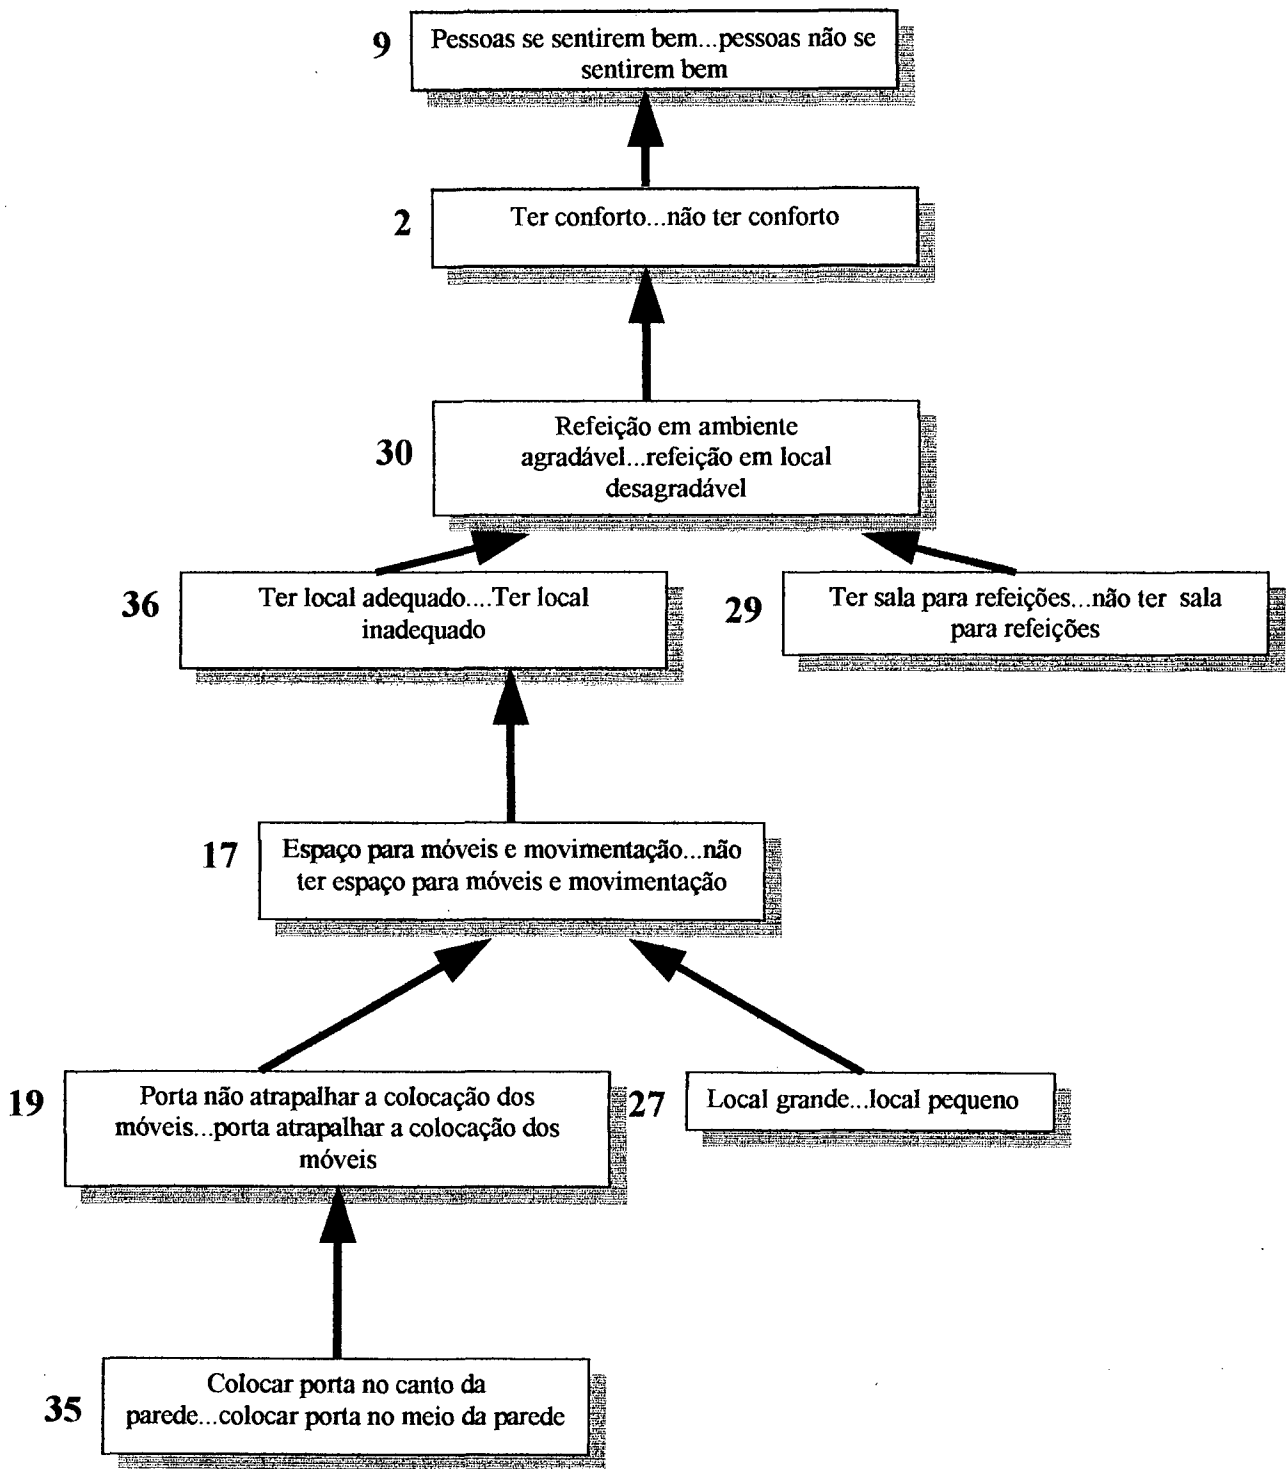 9
Pessoas se sentirem bem...pessoas não se
sentirem bem
2
Ter conforto...não ter conforto
30
Refeição em ambiente
agradável...refeição em local
desagradável
36
Ter local adequado....Ter local
inadequado
29
Ter sala para refeições...não ter sala
para refeições
17
Espaço para móveis e movimentação...não
ter espaço para móveis e movimentação
19
Porta não atrapalhar a colocação dos
móveis...porta atrapalhar a colocação dos
móveis
27
Local grande...local pequeno
35
Colocar porta no canto da
parede...colocar porta no meio da parede